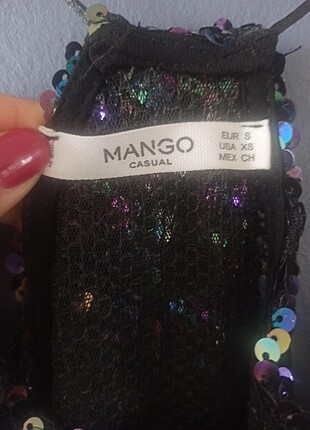 MANGO
CASUAL
EUR S
USA XS
MEX CH